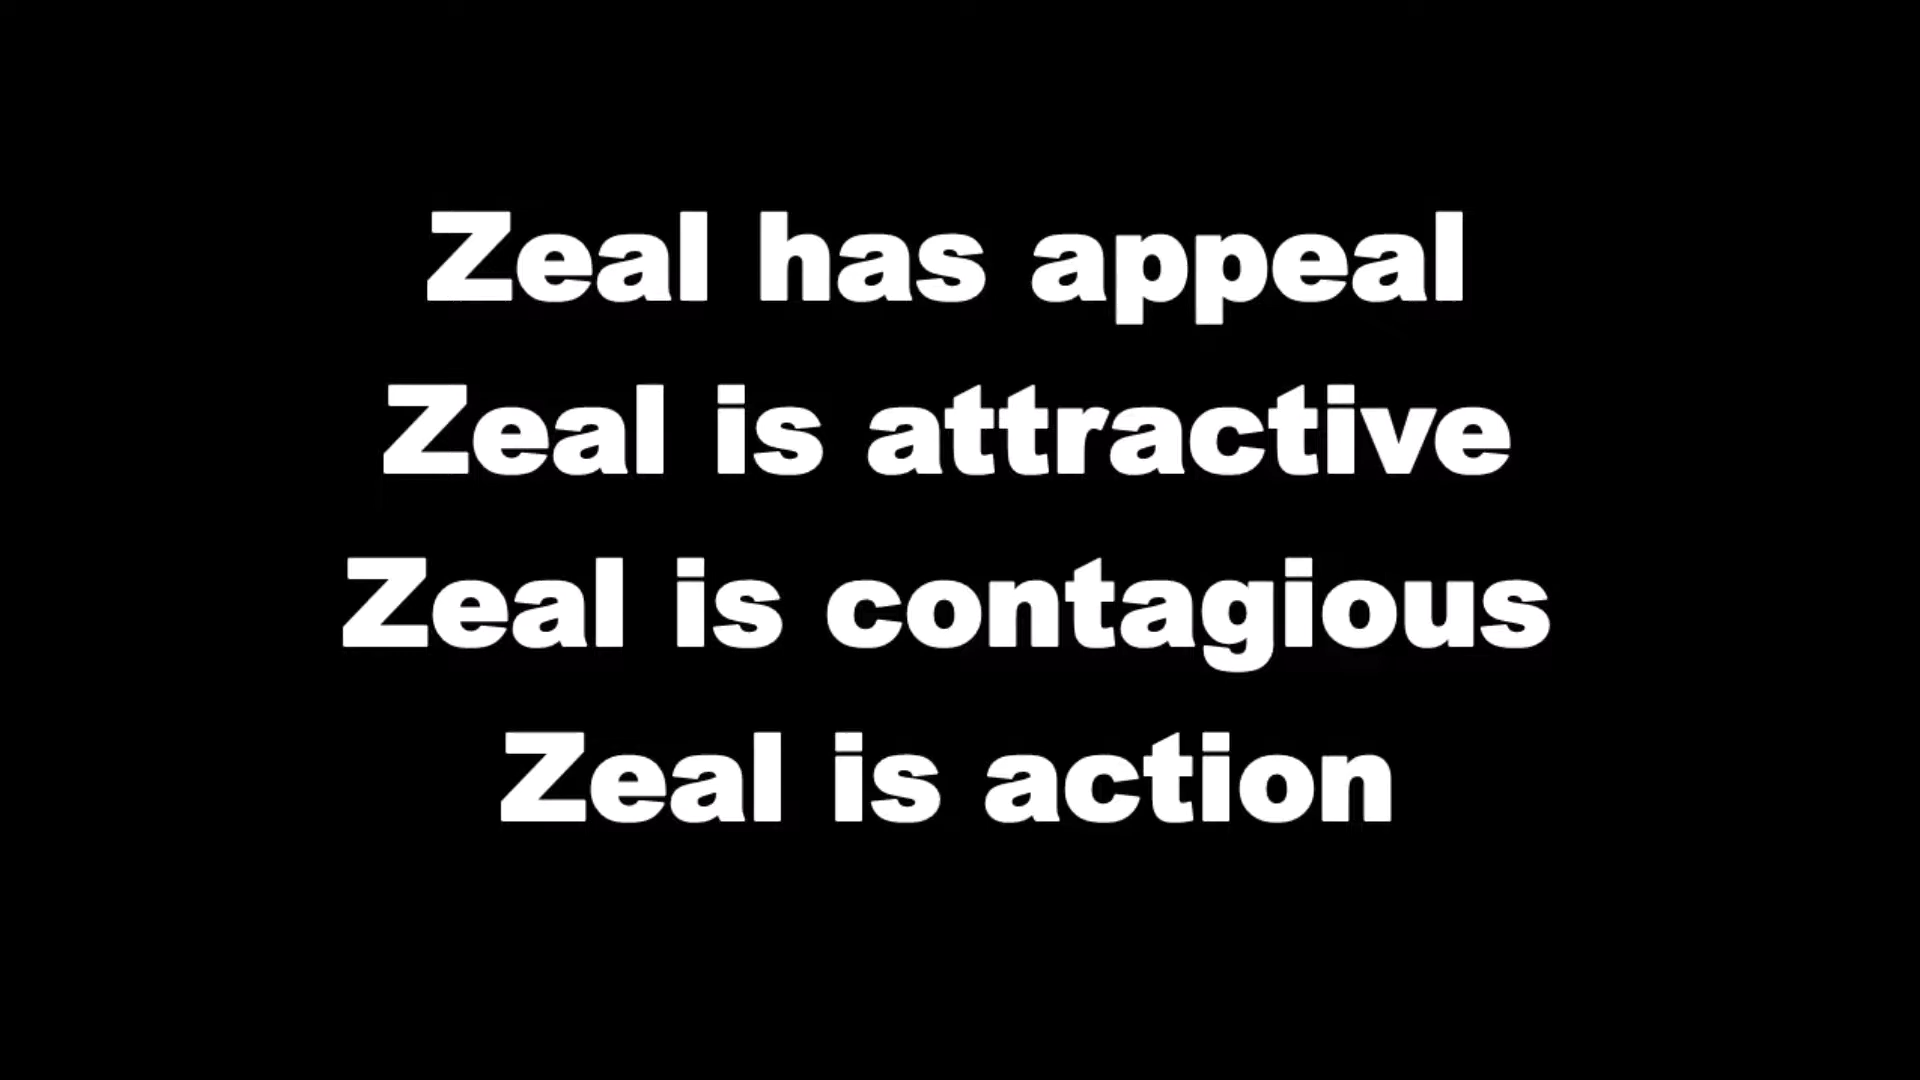 Zeal has appeal
Zeal is attractive
Zeal is contagious
Zeal is action